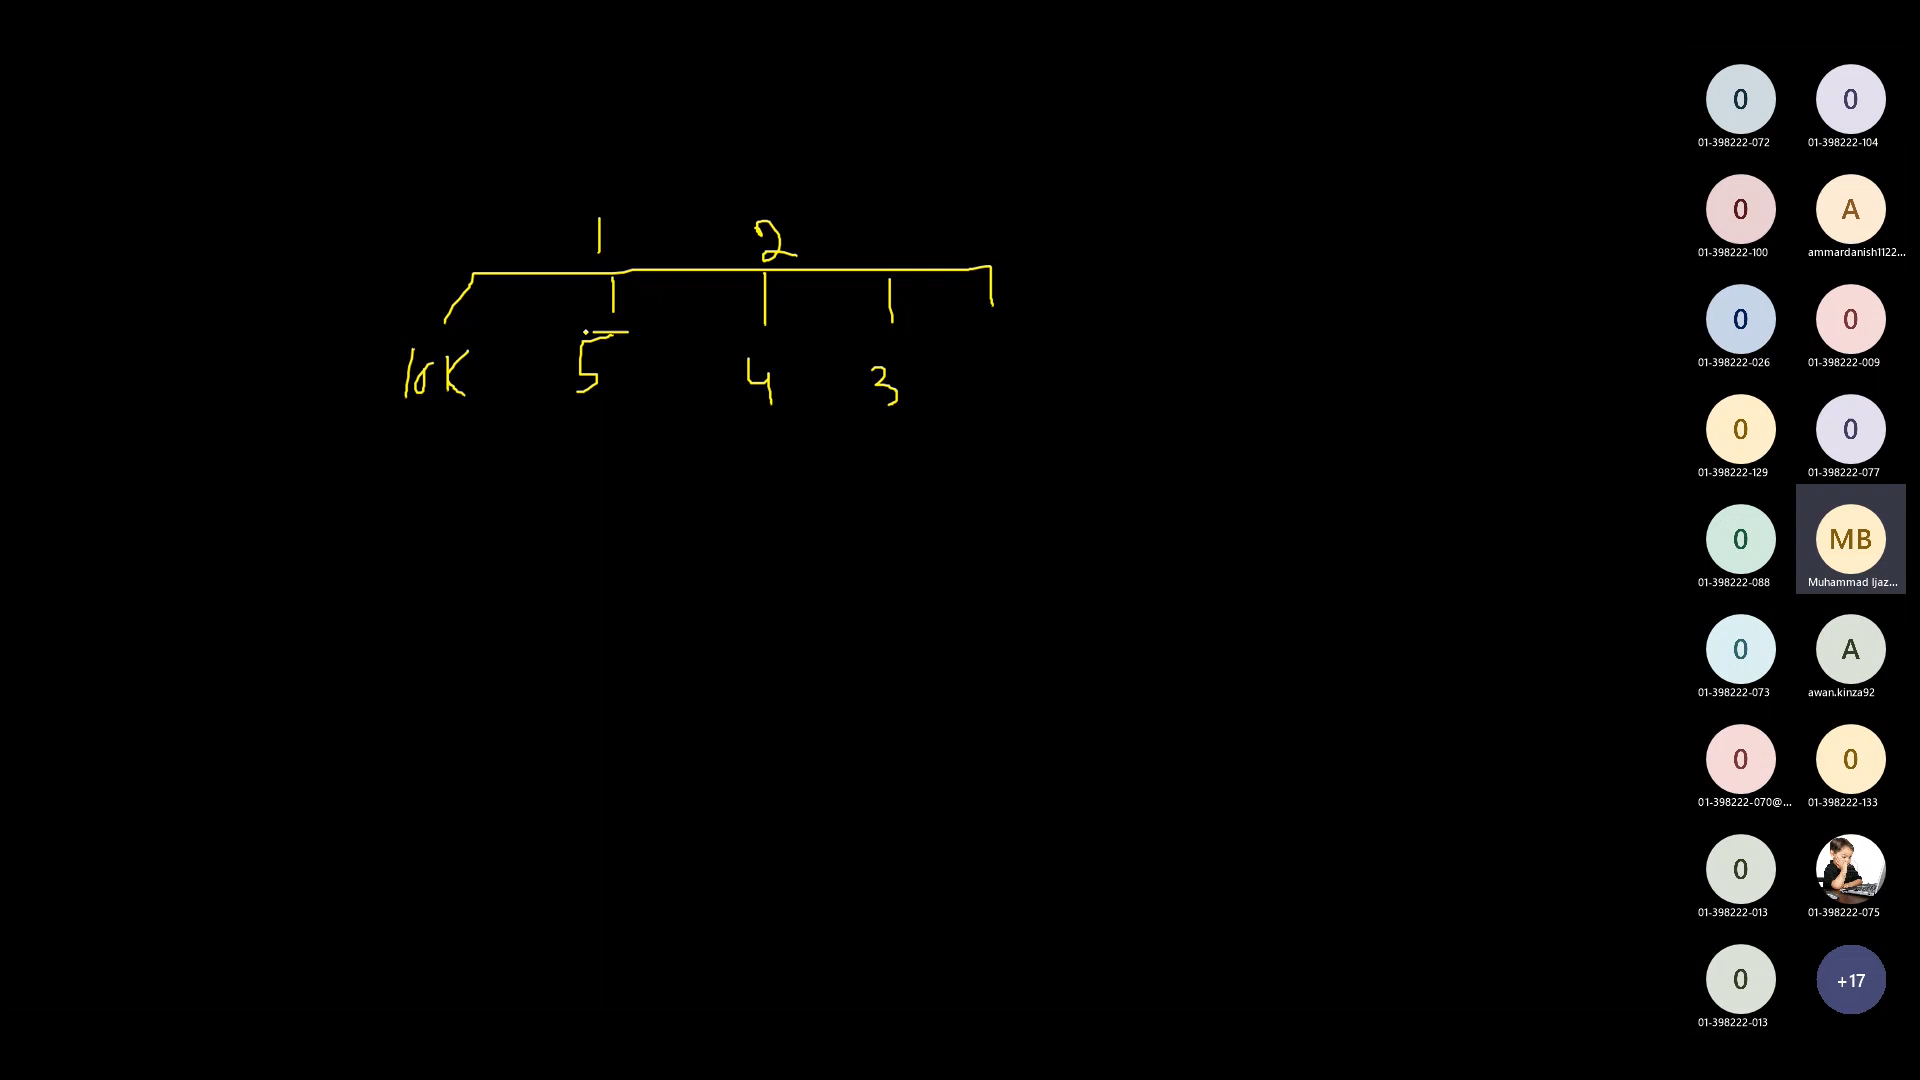 1 2
10K 5 4 3
0 0
01-398222-072 01-398222-104
0 A
01-398222-100 ammardanish1122...
0 0
01-398222-026 01-398222-009
0 0
01-398222-129 01-398222-077
0 MB
01-398222-088 Muhammad Ijaz...
0 A
01-398222-073 awan.kinza92
0 0
01-398222-070@... 01-398222-133
0
01-398222-013 01-398222-075
0 +17
01-398222-013